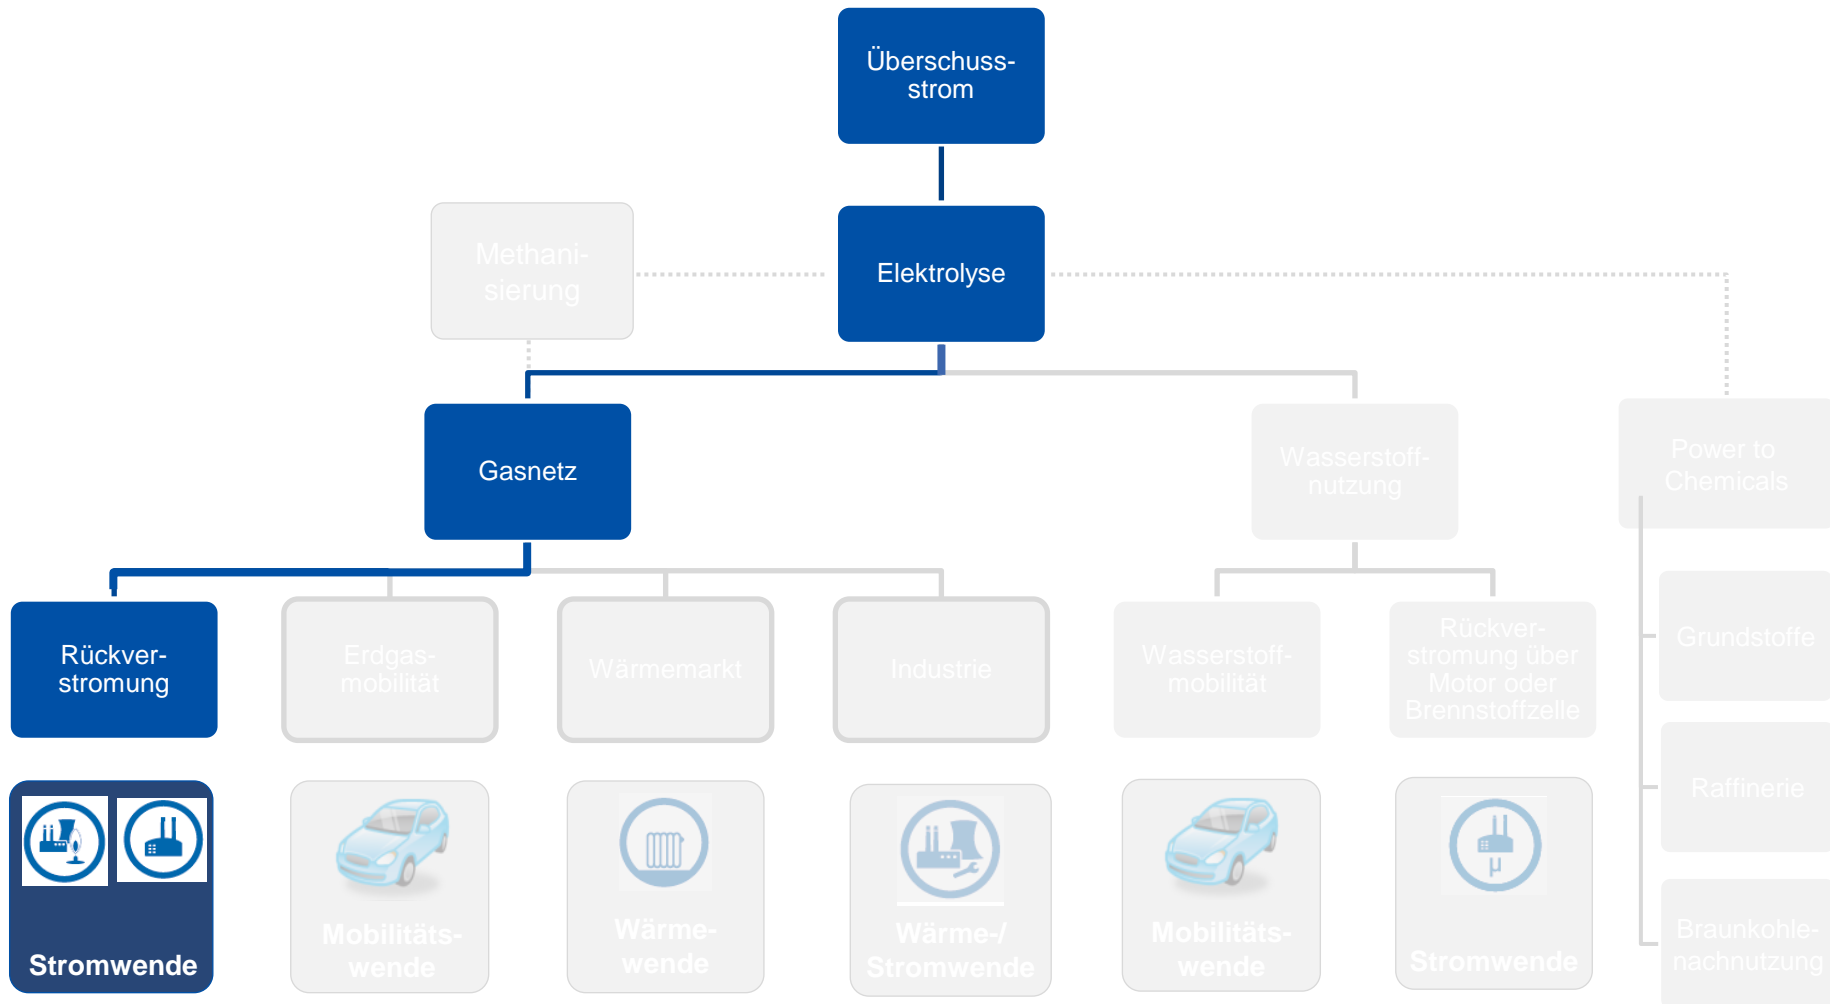 Überschuss-
strom
Methani-
sierung
Elektrolyse
Gasnetz
Wasserstoff-
nutzung
Power to
Chemicals
Rückver-
stromung
Erdgas-
mobilität
Wärmemarkt
Industrie
Wasserstoff-
mobilität
Rückver-
stromung über
Motor oder
Brennstoffzelle
Grundstoffe
Raffinerie
Braunkohle-
nachnutzung
Stromwende
Mobilitäts-
wende
Wärme-
wende
Wärme-/
Stromwende
Mobilitäts-
wende
µ
Stromwende